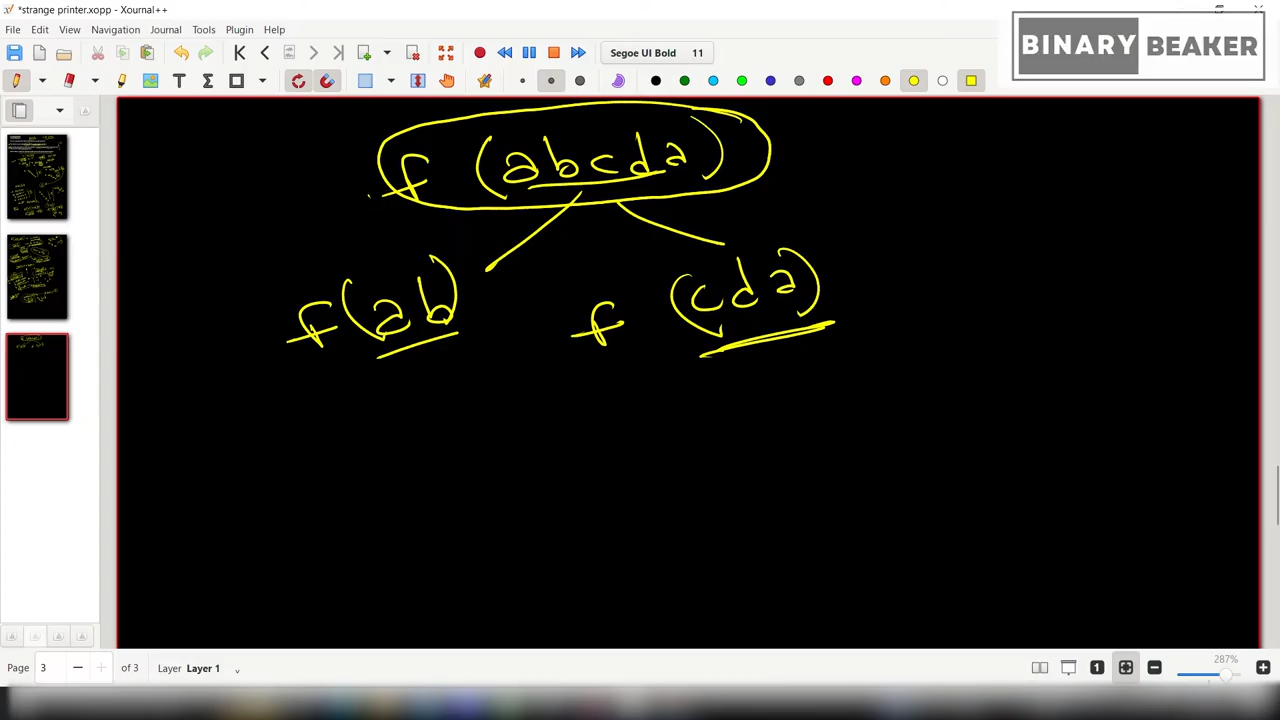 *strange printer.xopp - Xournal++
BINARY BEAKER
File Edit View Navigation Journal Tools Plugin Help
Segoe UI Bold 11
f (abcda)
f(ab) f (cda)
Page 3 of 3 Layer Layer 1 287%